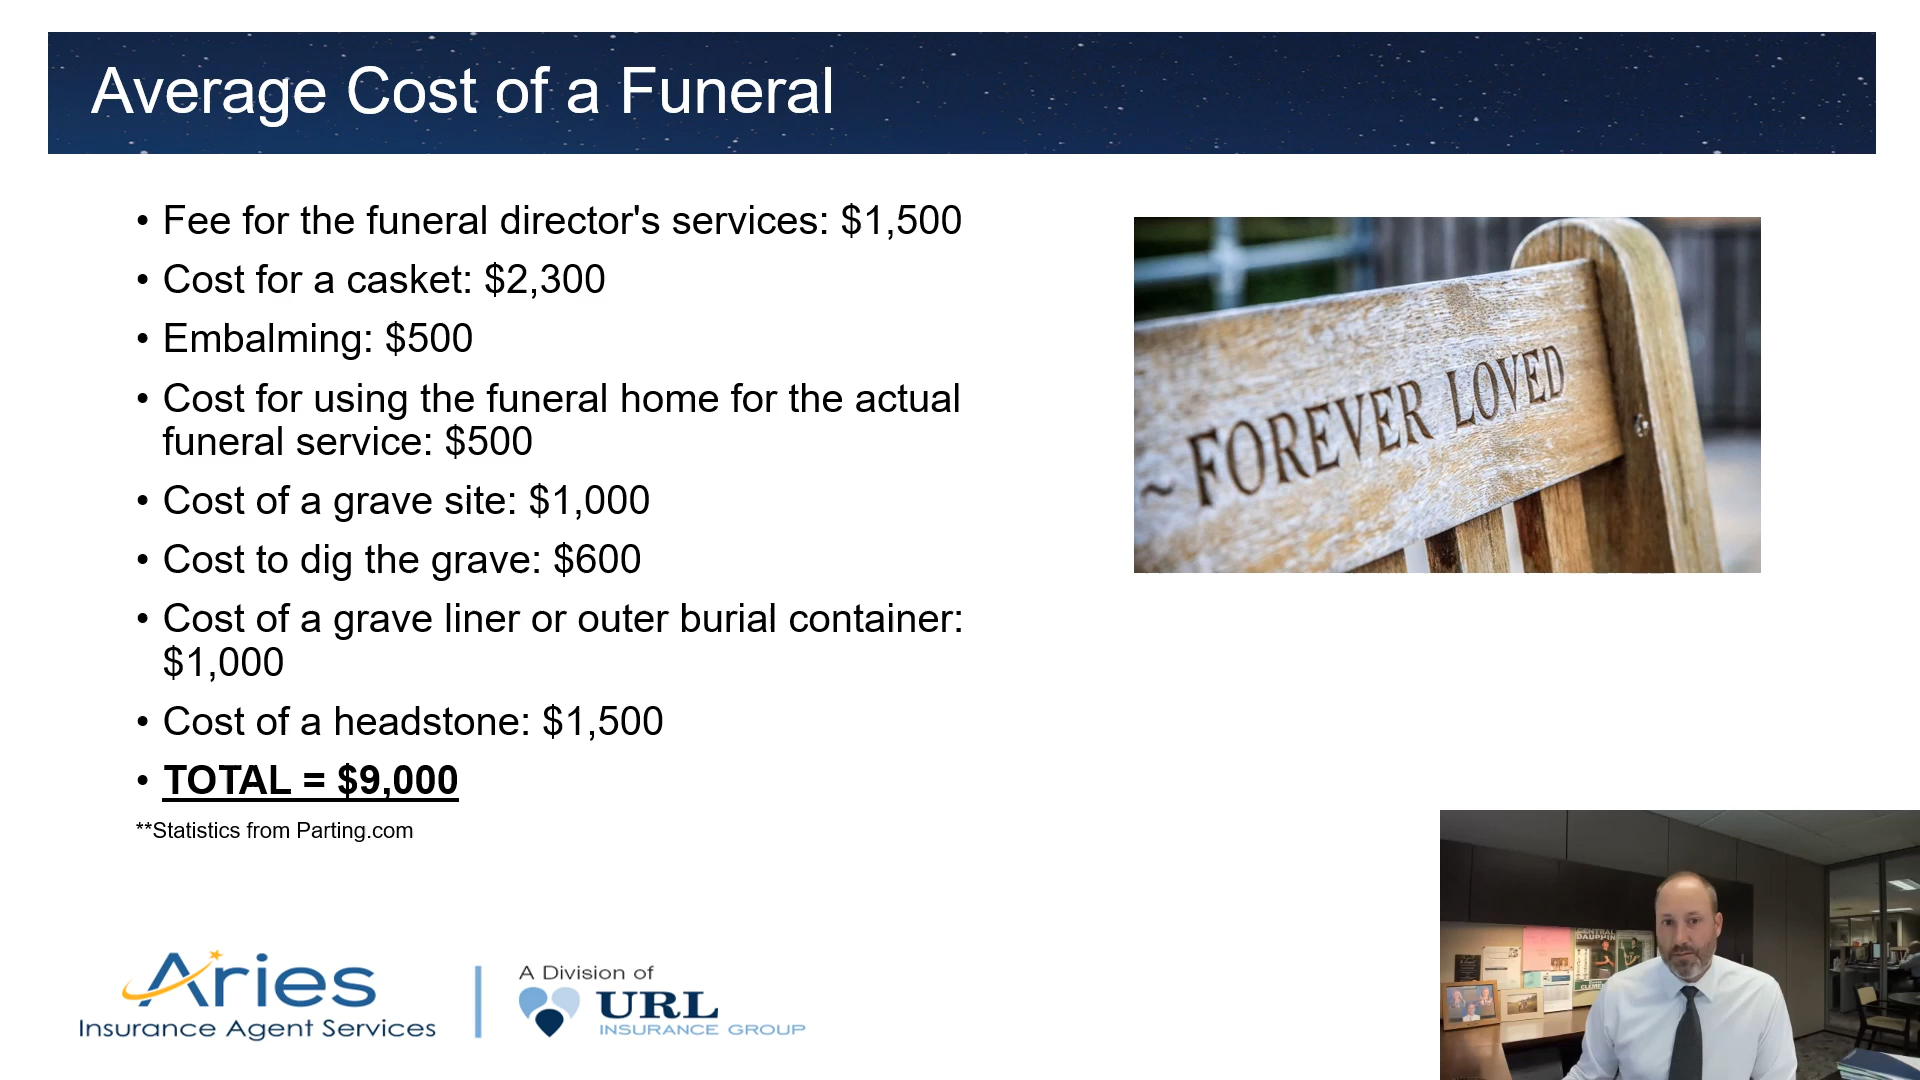 Average Cost of a Funeral
• Fee for the funeral director's services: $1,500
• Cost for a casket: $2,300
• Embalming: $500
• Cost for using the funeral home for the actual
funeral service: $500
• Cost of a grave site: $1,000
• Cost to dig the grave: $600
• Cost of a grave liner or outer burial container:
$1,000
• Cost of a headstone: $1,500
• TOTAL = $9,000
**Statistics from Parting.com
~FOREVER LOVED
Aries
Insurance Agent Services
A Division of
URL
INSURANCE GROUP
CENTRAL
DAUPHIN